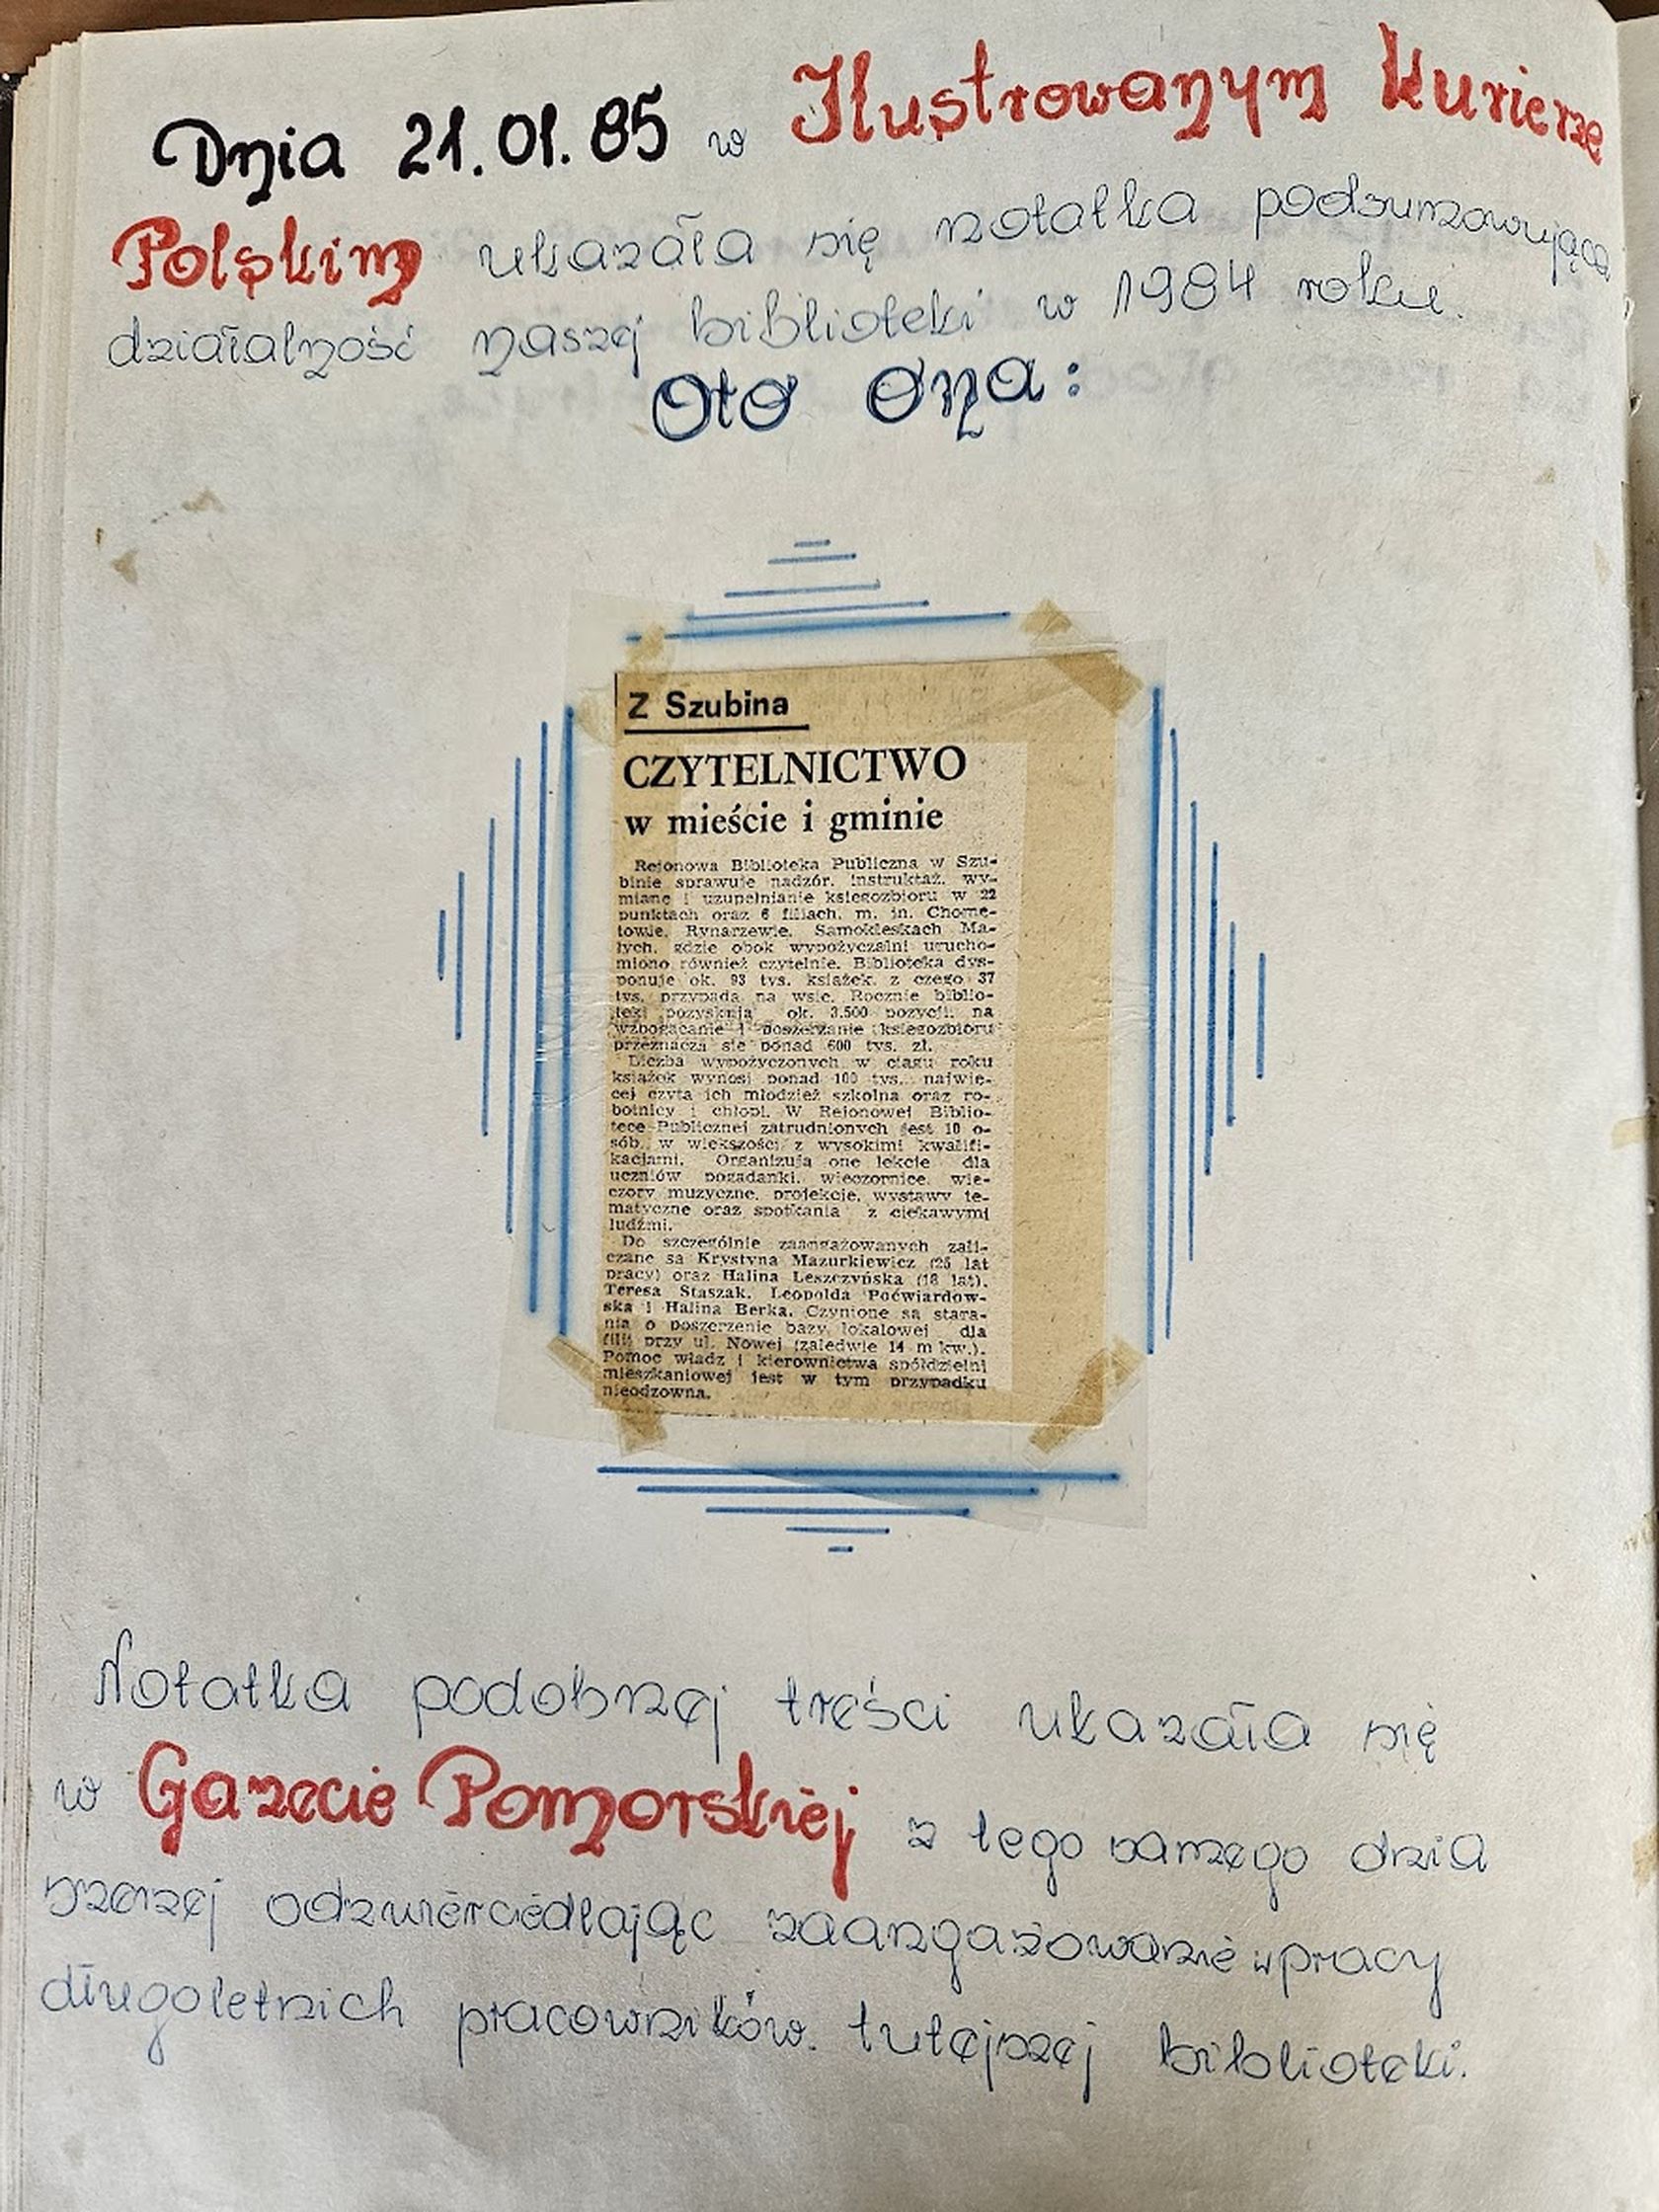 Dnia 21.01.85 w Ilustrowanym Kurierze
Polskim ukazała się notatka podsumowująca
działalność naszej biblioteki w 1984 roku.
Oto ona:
Z Szubina
CZYTELNICTWO
w mieście i gminie
Rejonowa Biblioteka Publiczna w Szu-
binie sprawuje nadzór, instruktaż, wy-
mianę i uzupełnianie księgozbioru w 22
punktach oraz 6 filiach, m. in. Chomę-
towie, Rynarzewie, Samokleskach Ma-
łych, gdzie obok wypożyczalni urucho-
miono również czytelnie. Biblioteka dys-
ponuje ok. 93 tys. książek, z czego 37
tys. przypada na wsie. Rocznie biblio-
teki pozyskują ok. 3.500 pozycji, na
wzbogacanie i poszerzanie księgozbioru
przeznacza się ponad 600 tys. zł.
Liczba wypożyczonych w ciągu roku
książek wynosi ponad 100 tys., najwię-
cej czyta ich młodzież szkolna oraz ro-
botnicy i chłopi. W Rejonowej Biblio-
tece Publicznej zatrudnionych jest 10 o-
sób, w większości z wysokimi kwalifi-
kacjami. Organizują one lekcje dla
uczniów, pogadanki, wieczornice, wie-
czory muzyczne, projekcje, wystawy te-
matyczne oraz spotkania z ciekawymi
ludźmi.
Do szczególnie zaangażowanych zali-
czane są Krystyna Mazurkiewicz (25 lat
pracy) oraz Halina Leszczyńska (18 lat),
Teresa Staszak, Leopolda Poćwiardow-
ska i Halina Berka. Czynione są stara-
nia o poszerzenie bazy lokalowej dla
filii przy ul. Nowej (zaledwie 14 m kw.).
Pomoc władz i kierownictwa spółdzielni
mieszkaniowej jest w tym przypadku
nieodzowna.
Notatka podobnej treści ukazała się
w Gazecie Pomorskiej z tego samego dnia
szerzej odzwierciedlając zaangażowanie w pracy
długoletnich pracowników tutejszej biblioteki.